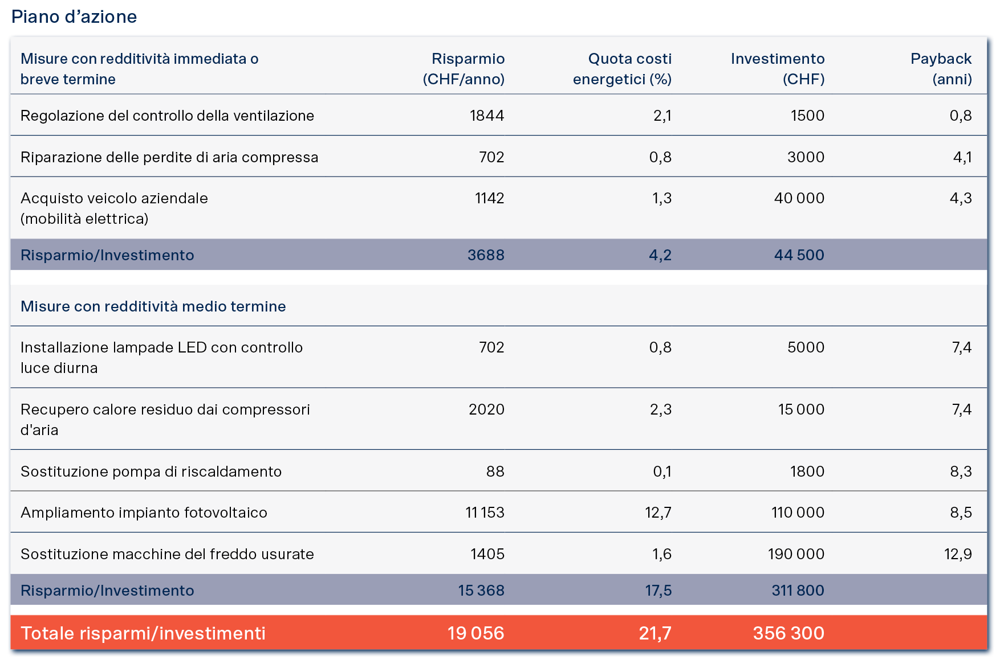 Piano d’azione
Misure con redditività immediata o breve termine Risparmio (CHF/anno) Quota costi energetici (%) Investimento (CHF) Payback (anni)
Regolazione del controllo della ventilazione 1844 2,1 1500 0,8
Riparazione delle perdite di aria compressa 702 0,8 3000 4,1
Acquisto veicolo aziendale 1142 1,3 40 000 4,3
(mobilità elettrica)
Risparmio/Investimento 3688 4,2 44 500
Misure con redditività medio termine
Installazione lampade LED con controllo 702 0,8 5000 7,4
luce diurna
Recupero calore residuo dai compressori 2020 2,3 15 000 7,4
d'aria
Sostituzione pompa di riscaldamento 88 0,1 1800 8,3
Ampliamento impianto fotovoltaico 11 153 12,7 110 000 8,5
Sostituzione macchine del freddo usurate 1405 1,6 190 000 12,9
Risparmio/Investimento 15 368 17,5 311 800
Totale risparmi/investimenti 19 056 21,7 356 300